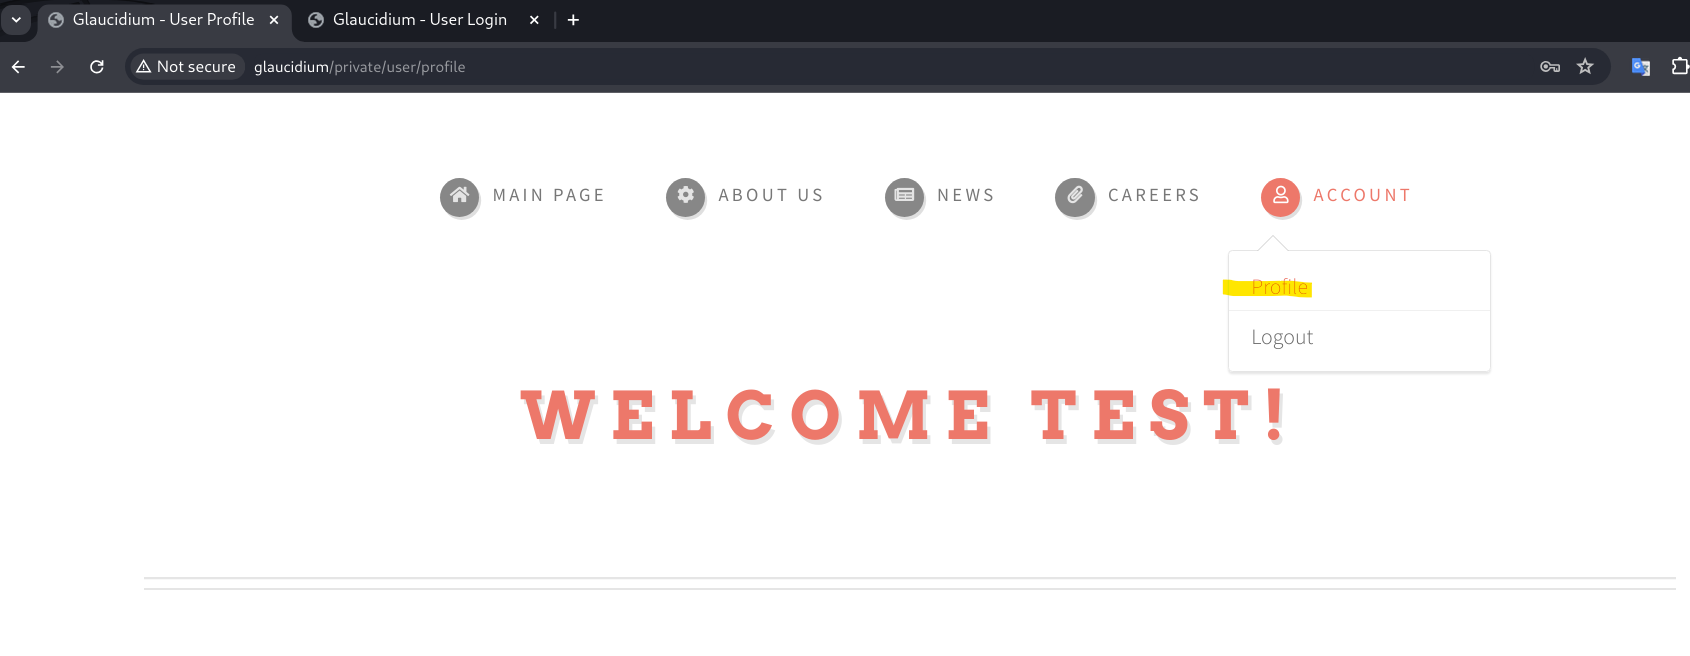 Glaucidium - User Profile
Glaucidium - User Login
Not secure
glaucidium/private/user/profile
MAIN PAGE
ABOUT US
NEWS
CAREERS
ACCOUNT
Profile
Logout
WELCOME TEST!